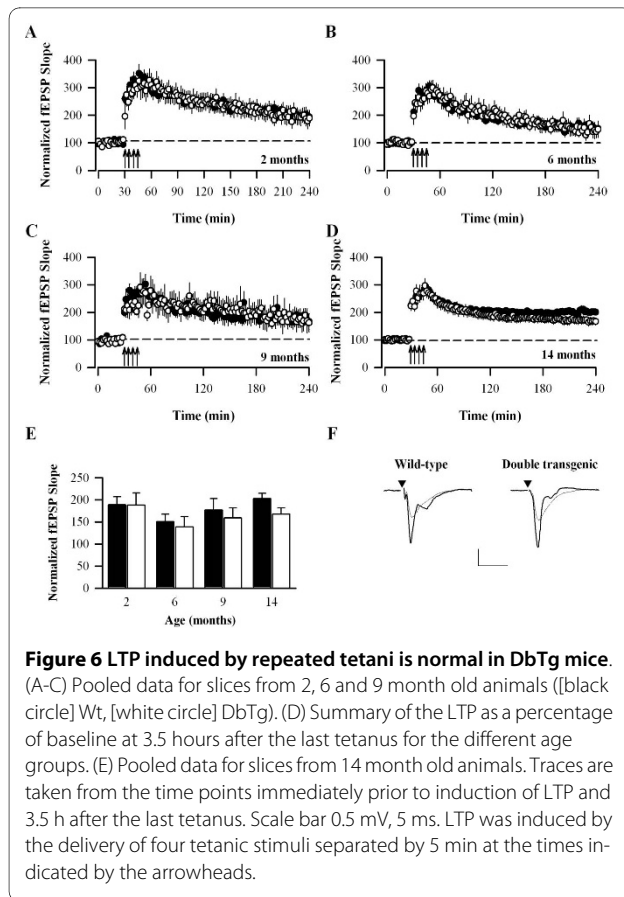 A
B
Normalized fEPSP Slope
400
300
200
100
0
2 months
0 30 60 90 120 150 180 210 240
Time (min)
400
300
200
100
0
6 months
0 60 120 180 240
Time (min)
C
D
Normalized fEPSP Slope
400
300
200
100
0
9 months
0 60 120 180 240
Time (min)
Normalized fEPSP Slope
400
300
200
100
0
14 months
0 60 120 180 240
Time (min)
E
F
Normalized fEPSP Slope
250
200
150
100
50
0
2 6 9 14
Age (months)
Wild-type Double transgenic
Figure 6 LTP induced by repeated tetani is normal in DbTg mice.
(A-C) Pooled data for slices from 2, 6 and 9 month old animals ([black
circle] Wt, [white circle] DbTg). (D) Summary of the LTP as a percentage
of baseline at 3.5 hours after the last tetanus for the different age
groups. (E) Pooled data for slices from 14 month old animals. Traces are
taken from the time points immediately prior to induction of LTP and
3.5 h after the last tetanus. Scale bar 0.5 mV, 5 ms. LTP was induced by
the delivery of four tetanic stimuli separated by 5 min at the times in-
dicated by the arrowheads.